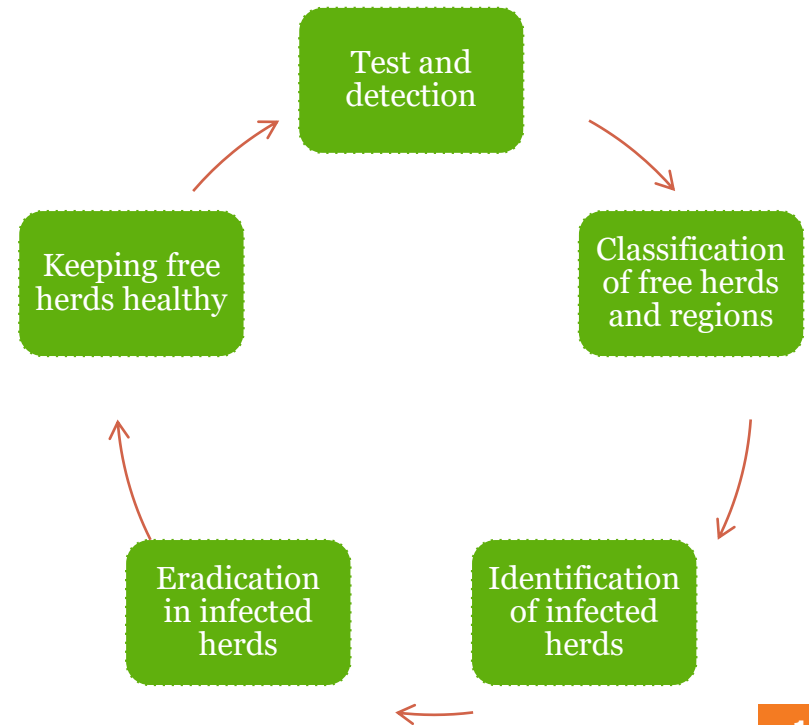 Test and
detection
Classification
of free herds
and regions
Identification
of infected
herds
Eradication
in infected
herds
Keeping free
herds healthy